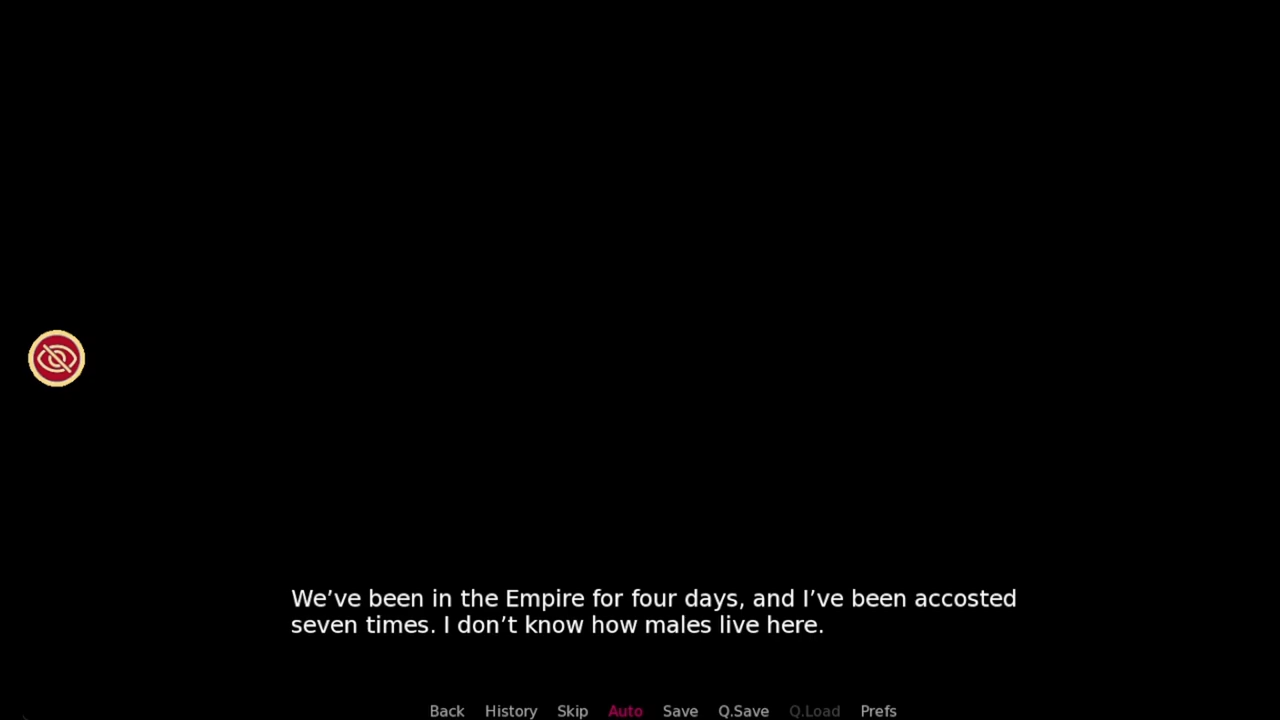 We’ve been in the Empire for four days, and I’ve been accosted
seven times. I don’t know how males live here.
Back History Skip Auto Save Q.Save Q.Load Prefs